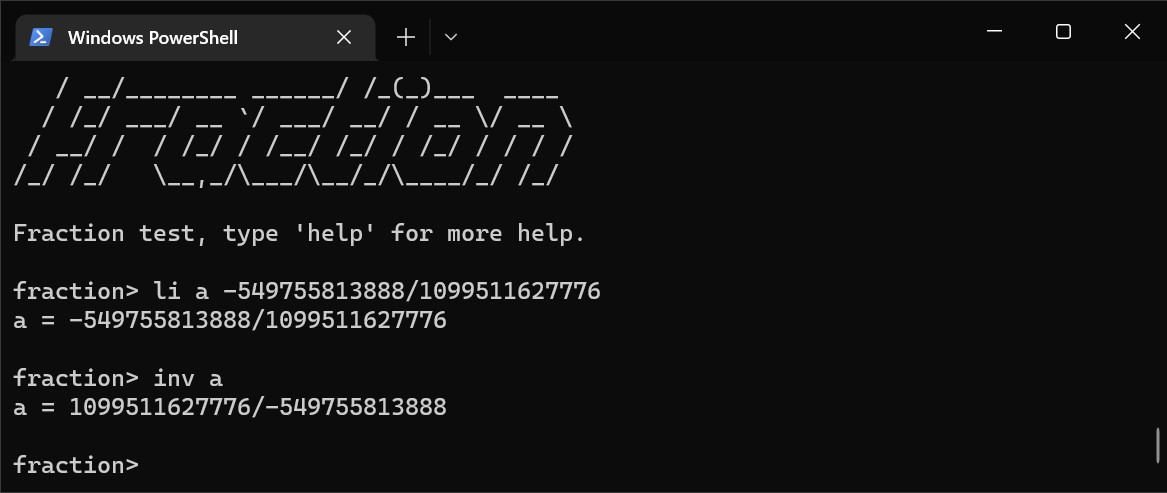 Windows PowerShell
   / __/________ ______/ /_(_)___  ____
  / /_/ ___/ __ `/ ___/ __/ / __ \/ __ \
 / __/ /  / /_/ / /__/ /_/ / /_/ / / / /
/_/ /_/   \__,_/\___/\__/_/\____/_/ /_/
Fraction test, type 'help' for more help.
fraction> li a -549755813888/1099511627776
a = -549755813888/1099511627776
fraction> inv a
a = 1099511627776/-549755813888
fraction>